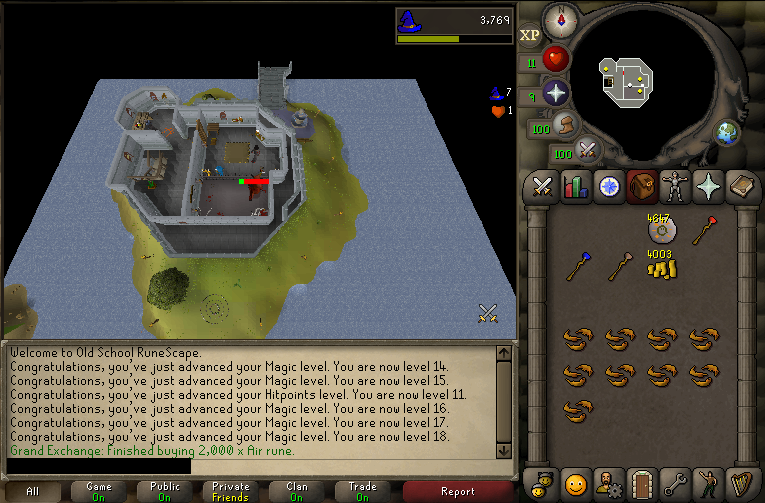 3,769
N
XP
11
7
1
9
100
100
4647
4003
Welcome to Old School RuneScape.
Congratulations, you've just advanced your Magic level. You are now level 14.
Congratulations, you've just advanced your Magic level. You are now level 15.
Congratulations, you've just advanced your Hitpoints level. You are now level 11.
Congratulations, you've just advanced your Magic level. You are now level 16.
Congratulations, you've just advanced your Magic level. You are now level 17.
Congratulations, you've just advanced your Magic level. You are now level 18.
Grand Exchange: Finished buying 2,000 x Air rune.
All
Game
On
Public
On
Private
Friends
Clan
On
Trade
On
Report